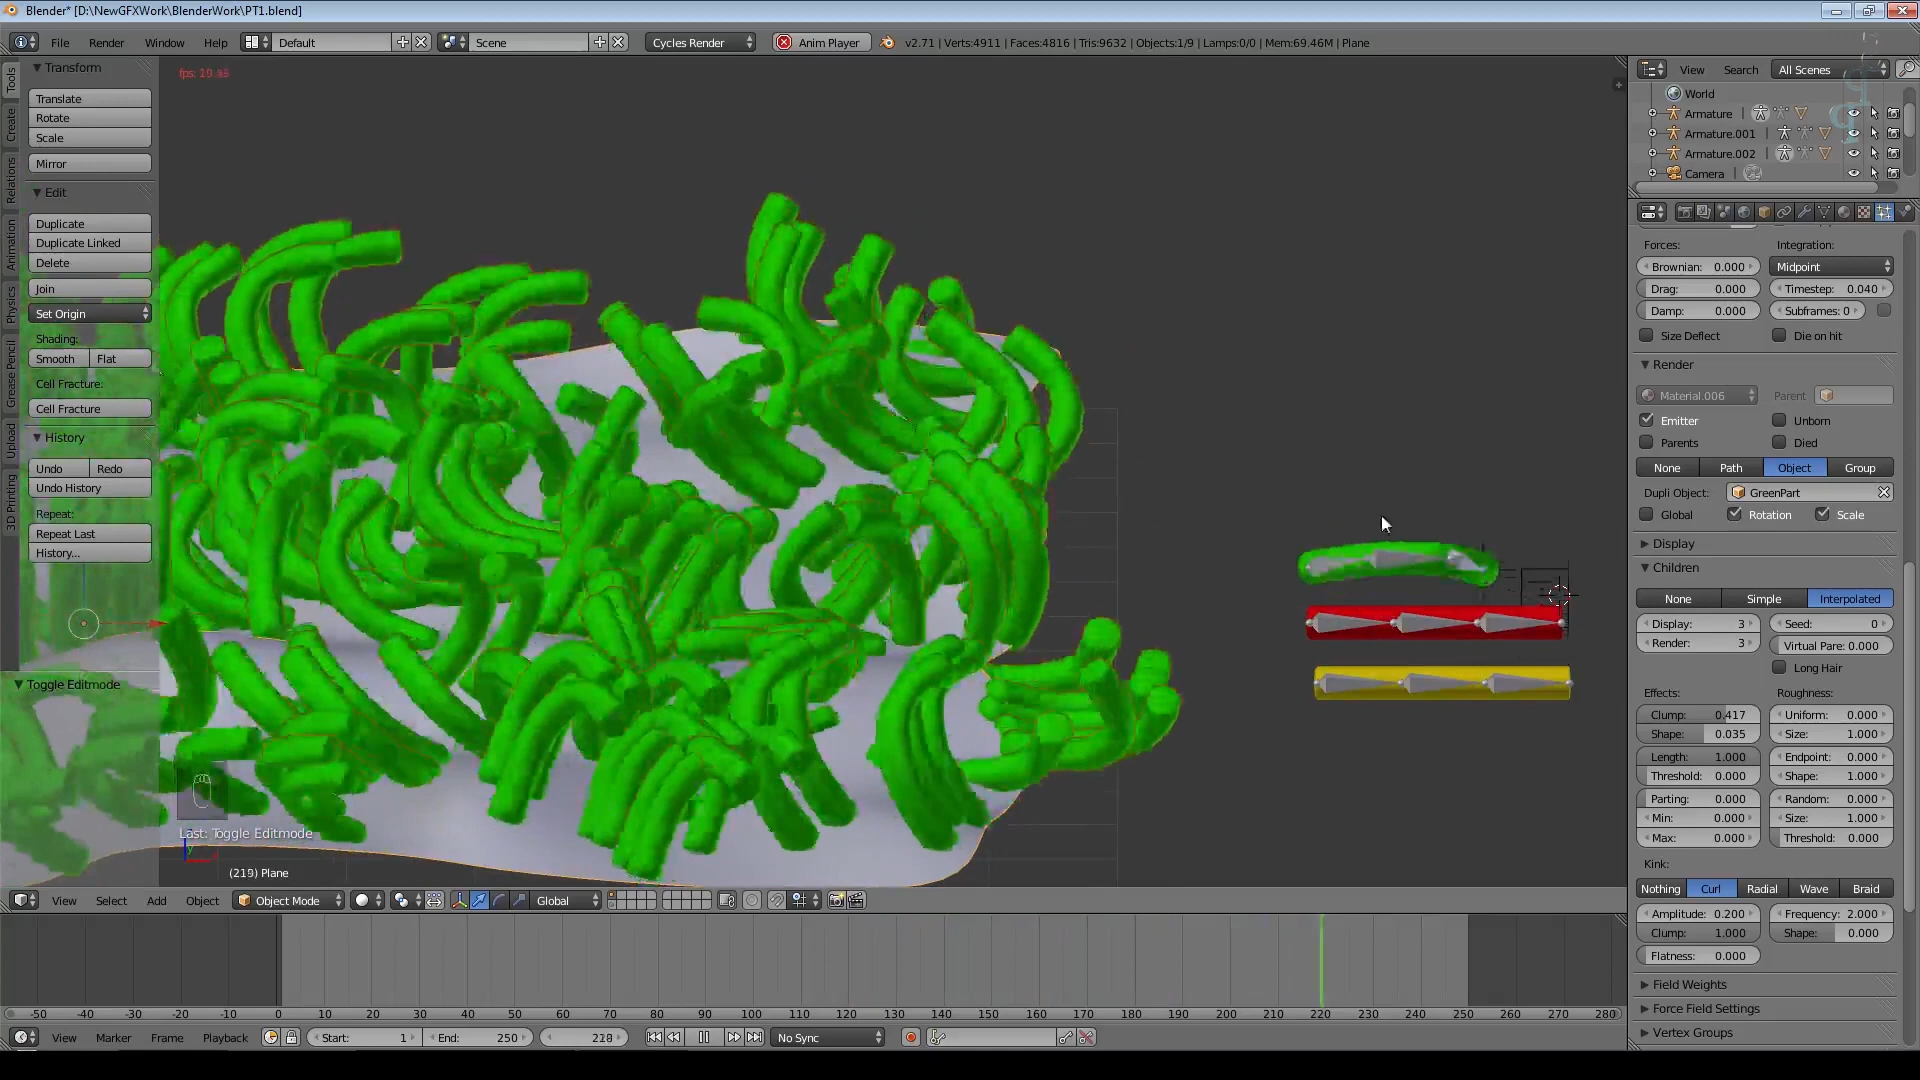 Blender* [D:\NewGFXWork\BlenderWork\PT1.blend]
File Render Window Help Default Scene Cycles Render Anim Player v2.71 | Verts:4911 | Faces:4816 | Tris:9632 | Objects:1/9 | Lamps:0/0 | Mem:69.46M | Plane
Tools
Create
Relations
Animation
Physics
Grease Pencil
Upload
3D Printing
Transform
Translate
Rotate
Scale
Mirror
Edit
Duplicate
Duplicate Linked
Delete
Join
Set Origin
Shading:
Smooth Flat
Cell Fracture:
Cell Fracture
History
Undo Redo
Undo History
Repeat:
Repeat Last
History...
Toggle Editmode
Last: Toggle Editmode
(219) Plane
View Select Add Object Object Mode Global
-50 -40 -30 -20 -10 0 10 20 30 40 50 60 70 80 90 100 110 120 130 140 150 160 170 180 190 200 210 220 230 240 250 260 270 280
View Marker Frame Playback Start: 1 End: 250 No Sync
View Search All Scenes
World
Armature
Armature.001
Armature.002
Camera
Forces: Integration:
Brownian: 0.000 Midpoint
Drag: 0.000 Timestep: 0.040
Damp: 0.000 Subframes: 0
Size Deflect Die on hit
Render
Material.006 Parent
Emitter Unborn
Parents Died
None Path Object Group
Dupli Object: GreenPart
Global Rotation Scale
Display
Children
None Simple Interpolated
Display: 3 Seed: 0
Render: 3 Virtual Pare: 0.000
Long Hair
Effects: Roughness:
Clump: 0.417 Uniform: 0.000
Shape: 0.035 Size: 1.000
Length: 1.000 Endpoint: 0.000
Threshold: 0.000 Shape: 1.000
Parting: 0.000 Random: 0.000
Min: 0.000 Size: 1.000
Max: 0.000 Threshold: 0.000
Kink:
Nothing Curl Radial Wave Braid
Amplitude: 0.200 Frequency: 2.000
Clump: 1.000 Shape: 0.000
Flatness: 0.000
Field Weights
Force Field Settings
Vertex Groups